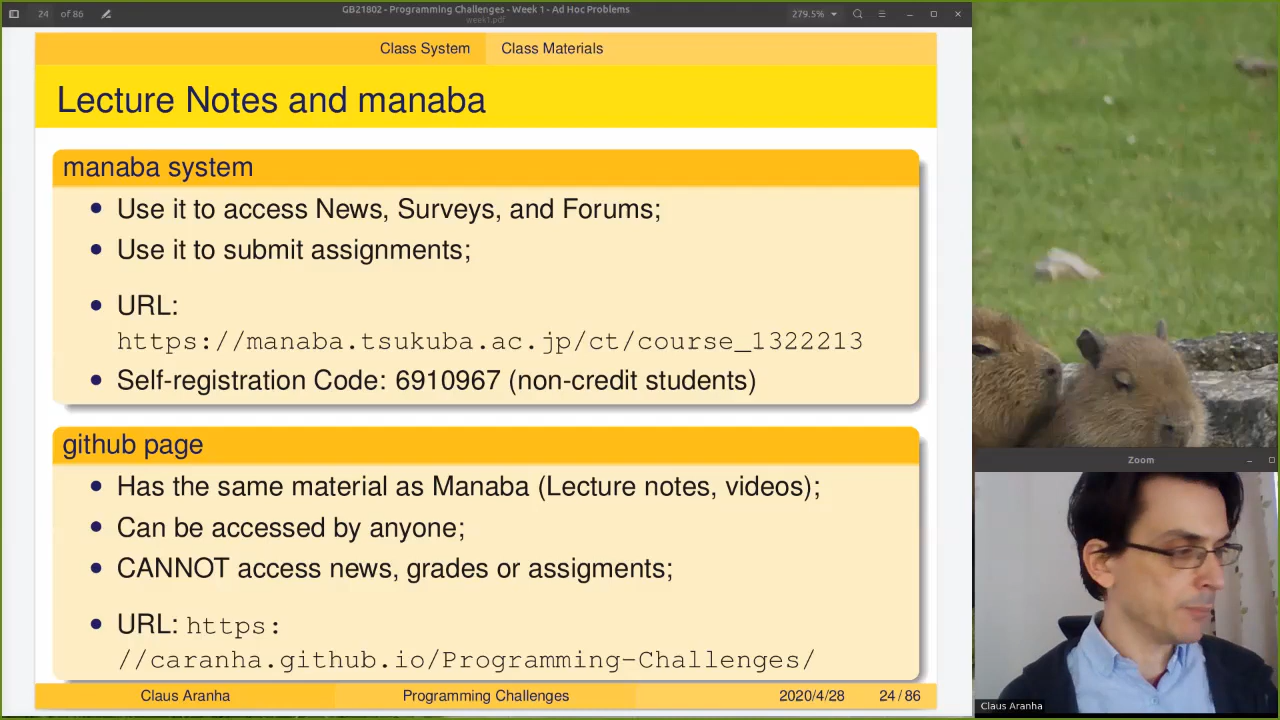 24 of 86
GB21802 - Programming Challenges - Week 1 - Ad Hoc Problems
week1.pdf
279.5%
Class System Class Materials
Lecture Notes and manaba
manaba system
Use it to access News, Surveys, and Forums;
Use it to submit assignments;
URL:
https://manaba.tsukuba.ac.jp/ct/course_1322213
Self-registration Code: 6910967 (non-credit students)
github page
Has the same material as Manaba (Lecture notes, videos);
Can be accessed by anyone;
CANNOT access news, grades or assigments;
URL: https:
//caranha.github.io/Programming-Challenges/
Claus Aranha Programming Challenges 2020/4/28 24 / 86
Zoom
Claus Aranha